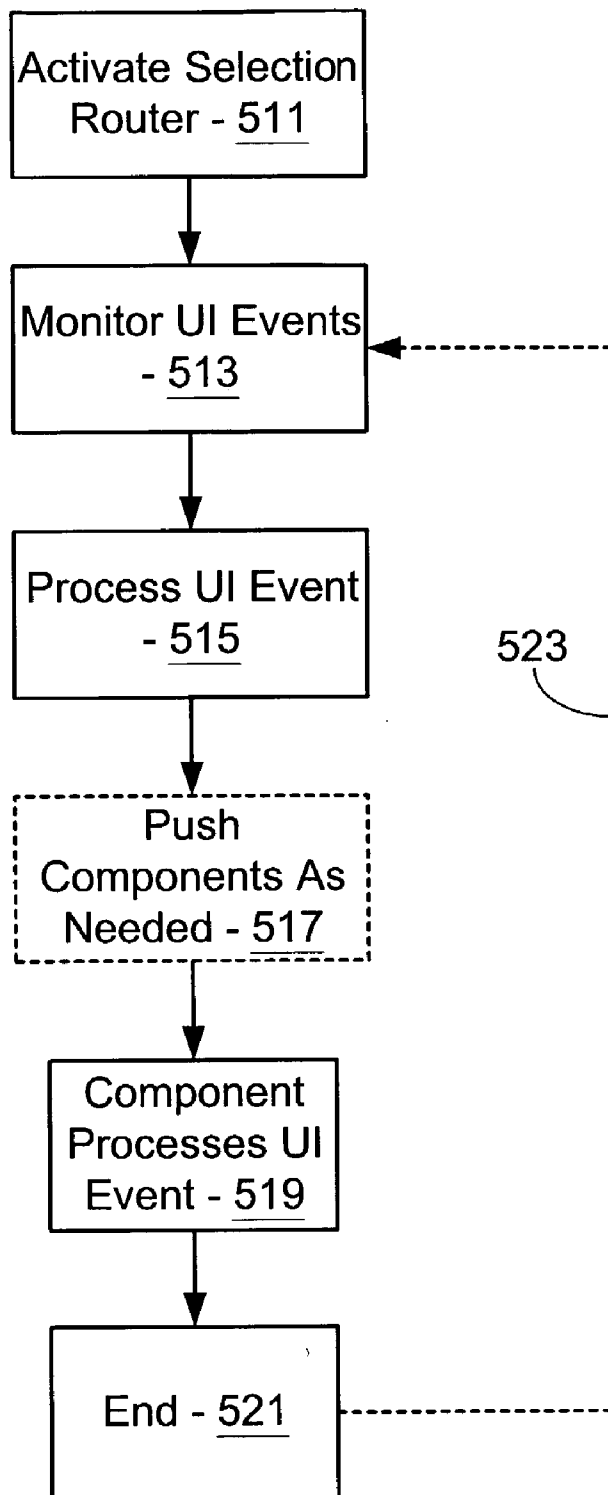 Activate Selection
Router - 511
Monitor UI Events
- 513
Process UI Event
- 515
523
Push
Components As
Needed - 517
Component
Processes UI
Event - 519
End - 521